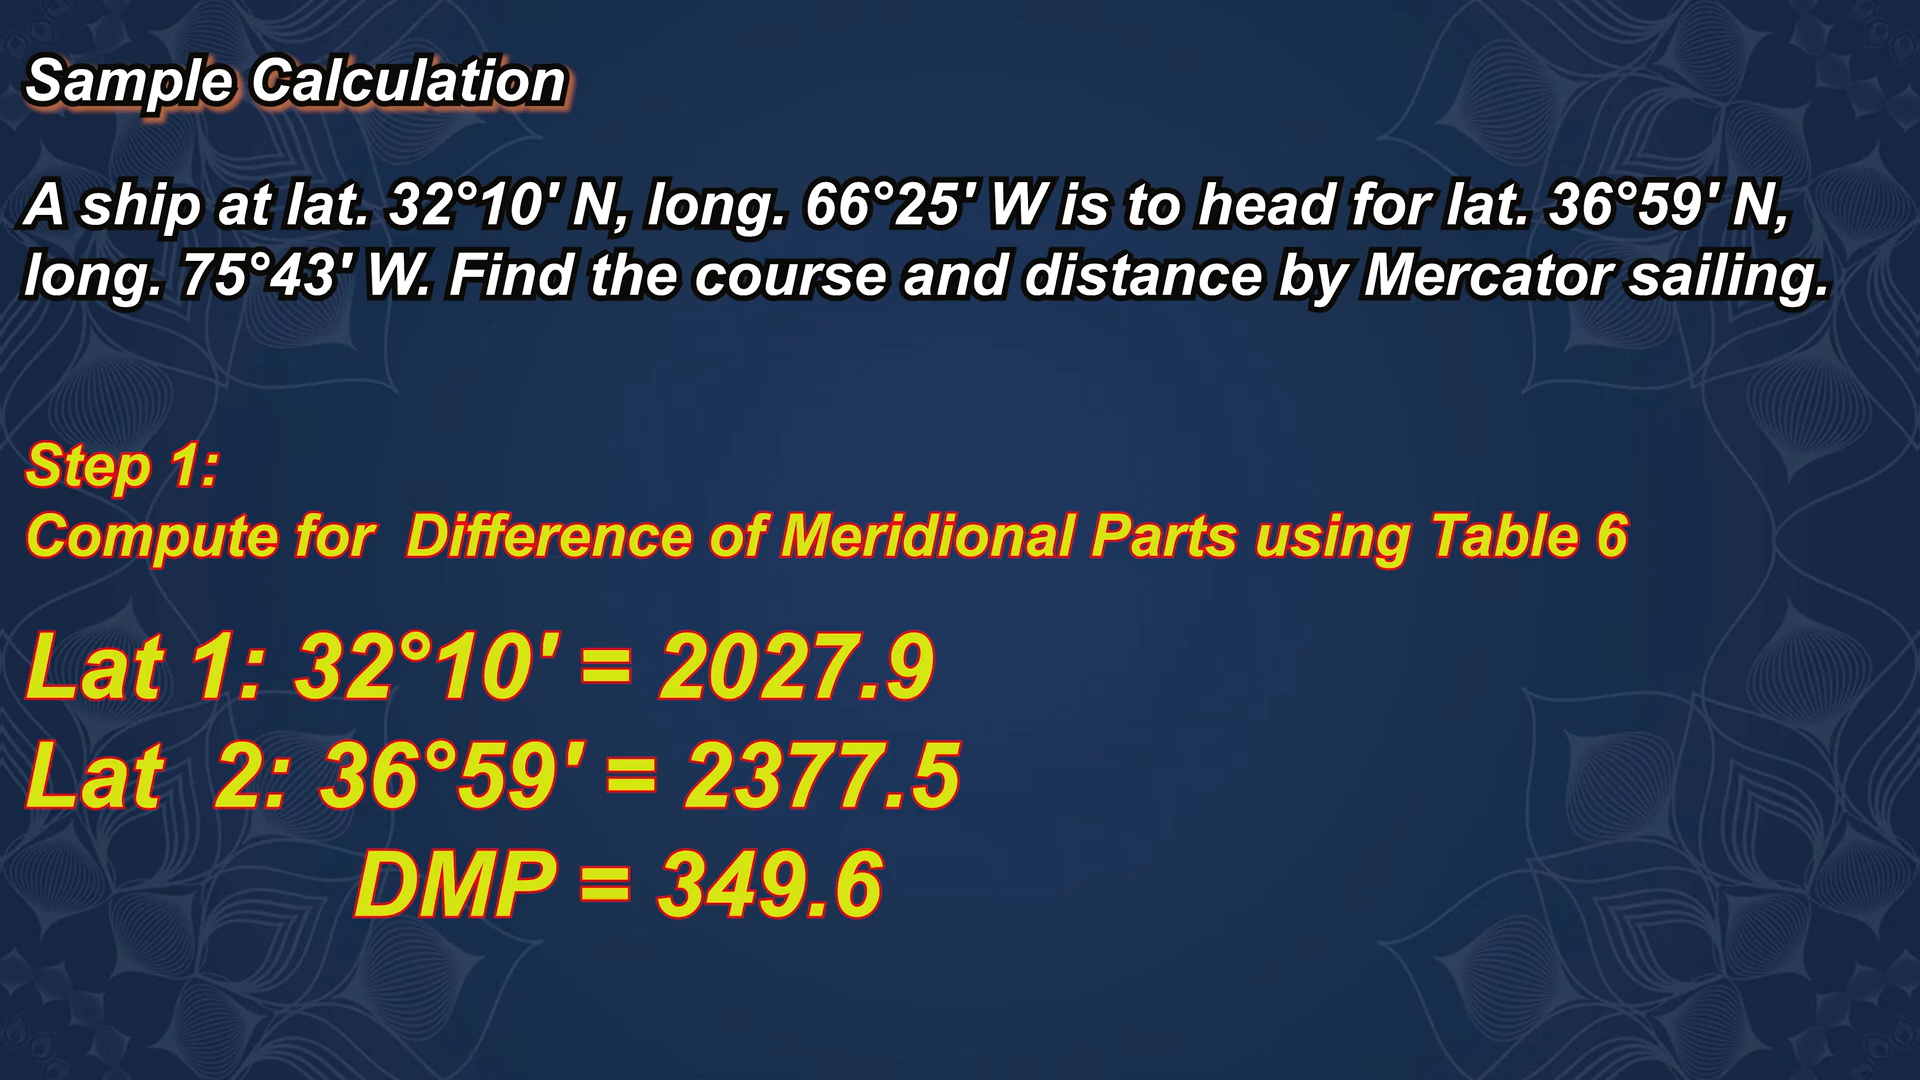 Sample Calculation
A ship at lat. 32°10' N, long. 66°25' W is to head for lat. 36°59' N,
long. 75°43' W. Find the course and distance by Mercator sailing.
Step 1:
Compute for  Difference of Meridional Parts using Table 6
Lat 1: 32°10' = 2027.9
Lat  2: 36°59' = 2377.5
DMP = 349.6